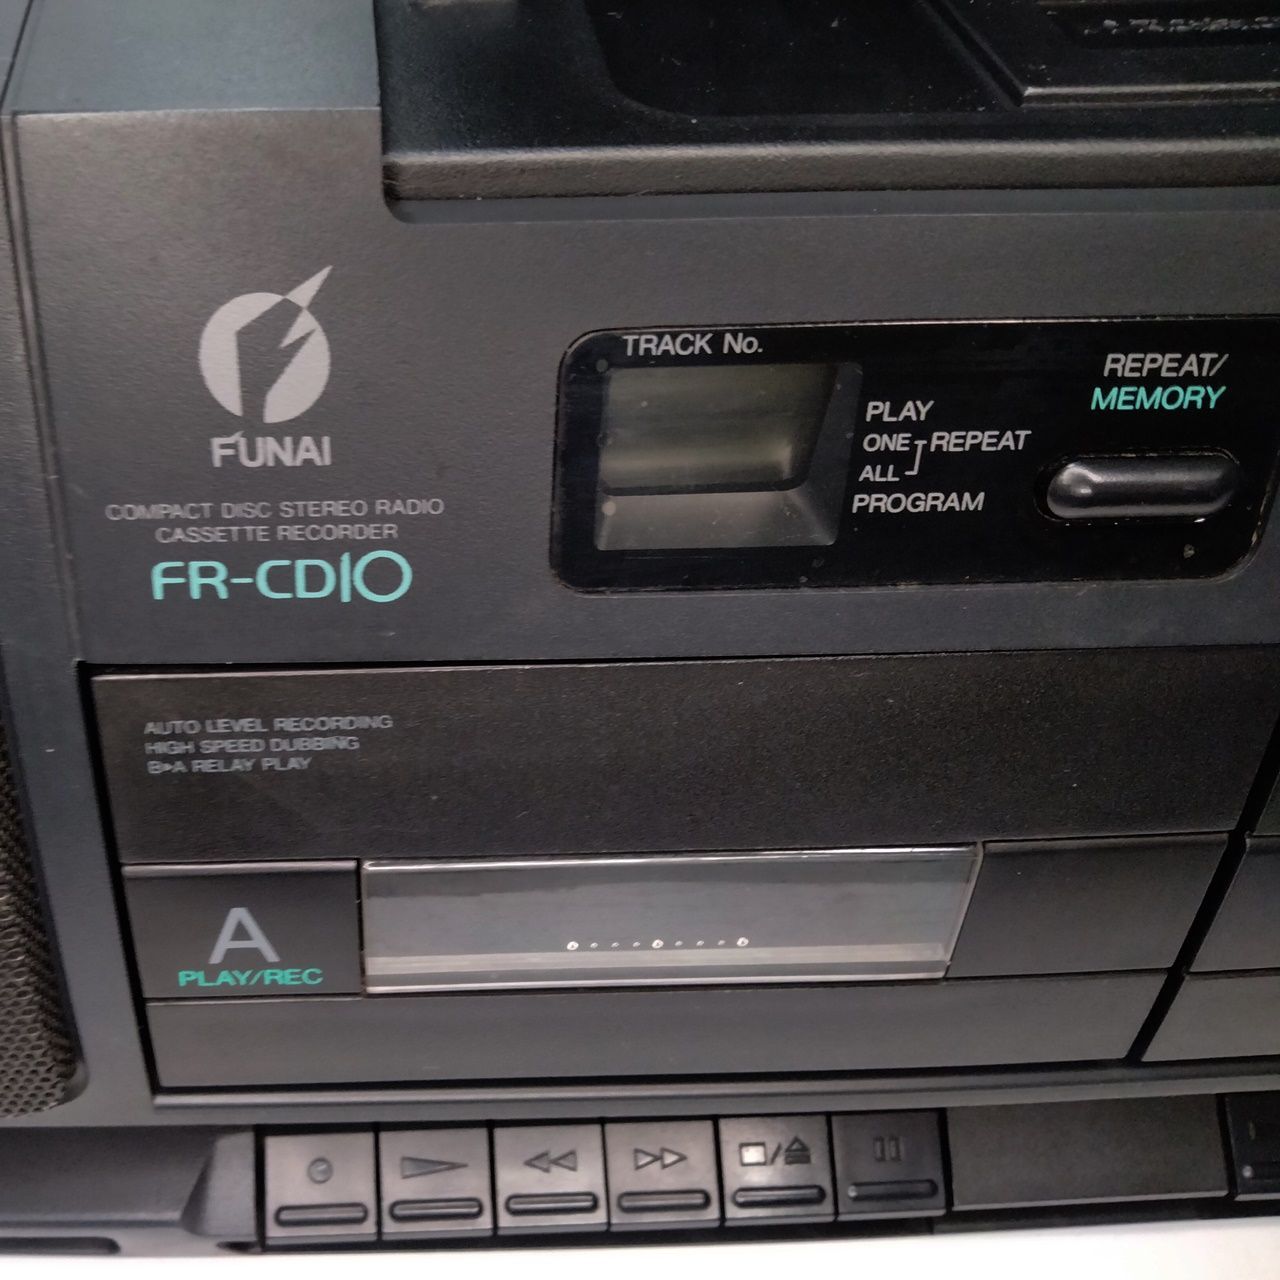 FUNAI
COMPACT DISC STEREO RADIO
CASSETTE RECORDER
FR-CD10
TRACK No.
PLAY
ONE REPEAT
ALL
PROGRAM
REPEAT/
MEMORY
AUTO LEVEL RECORDING
HIGH SPEED DUBBING
B▸A RELAY PLAY
A
PLAY/REC